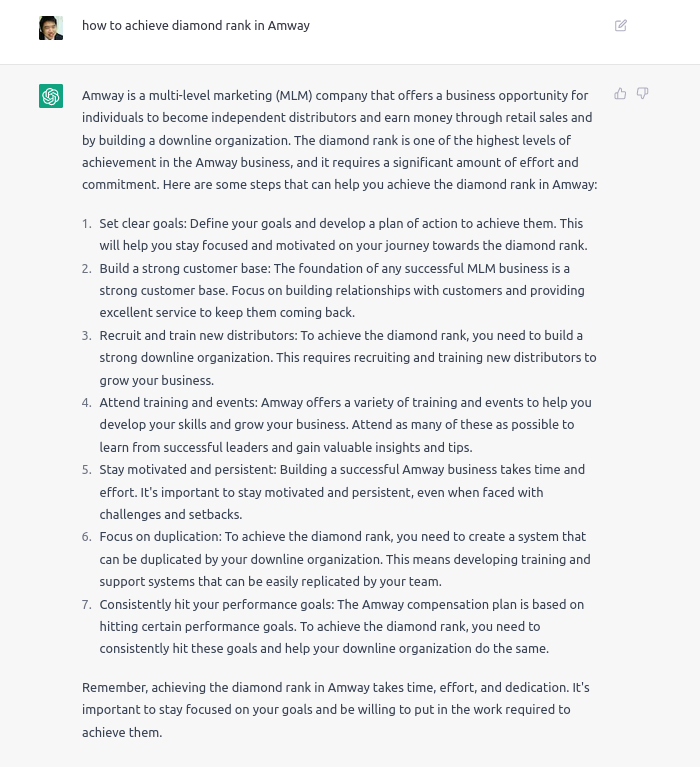 how to achieve diamond rank in Amway
Amway is a multi-level marketing (MLM) company that offers a business opportunity for
individuals to become independent distributors and earn money through retail sales and
by building a downline organization. The diamond rank is one of the highest levels of
achievement in the Amway business, and it requires a significant amount of effort and
commitment. Here are some steps that can help you achieve the diamond rank in Amway:
1. Set clear goals: Define your goals and develop a plan of action to achieve them. This
will help you stay focused and motivated on your journey towards the diamond rank.
2. Build a strong customer base: The foundation of any successful MLM business is a
strong customer base. Focus on building relationships with customers and providing
excellent service to keep them coming back.
3. Recruit and train new distributors: To achieve the diamond rank, you need to build a
strong downline organization. This requires recruiting and training new distributors to
grow your business.
4. Attend training and events: Amway offers a variety of training and events to help you
develop your skills and grow your business. Attend as many of these as possible to
learn from successful leaders and gain valuable insights and tips.
5. Stay motivated and persistent: Building a successful Amway business takes time and
effort. It's important to stay motivated and persistent, even when faced with
challenges and setbacks.
6. Focus on duplication: To achieve the diamond rank, you need to create a system that
can be duplicated by your downline organization. This means developing training and
support systems that can be easily replicated by your team.
7. Consistently hit your performance goals: The Amway compensation plan is based on
hitting certain performance goals. To achieve the diamond rank, you need to
consistently hit these goals and help your downline organization do the same.
Remember, achieving the diamond rank in Amway takes time, effort, and dedication. It's
important to stay focused on your goals and be willing to put in the work required to
achieve them.